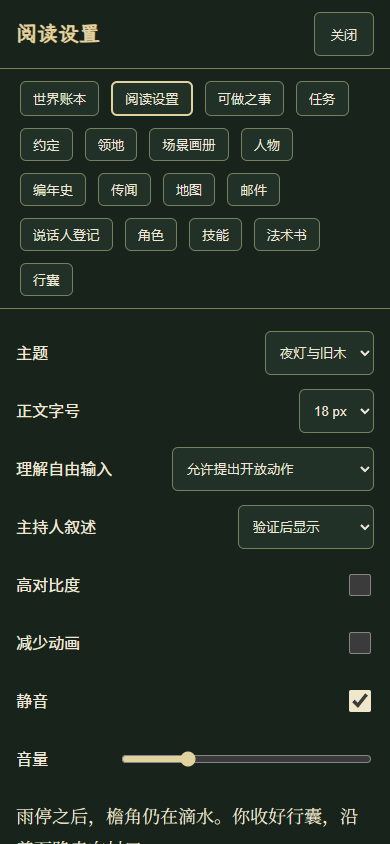 阅读设置 关闭
世界账本 阅读设置 可做之事 任务
约定 领地 场景画册 人物
编年史 传闻 地图 邮件
说话人登记 角色 技能 法术书
行囊
主题 夜灯与旧木
正文字号 18 px
理解自由输入 允许提出开放动作
主持人叙述 验证后显示
高对比度
减少动画
静音
音量
雨停之后，檐角仍在滴水。你收好行囊，沿